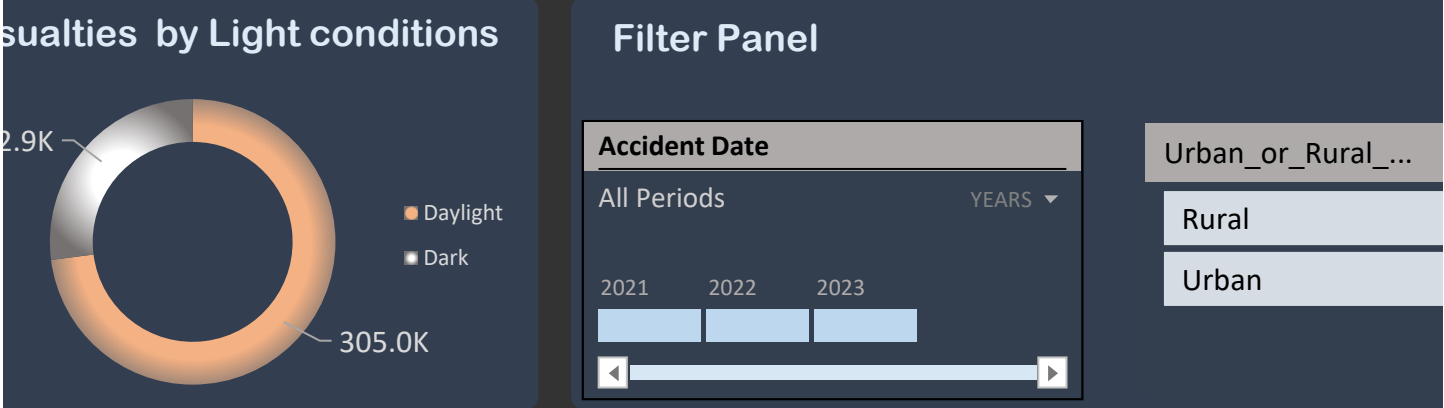 sualties by Light conditions
2.9K
Daylight
Dark
305.0K
Filter Panel
Accident Date
All Periods
YEARS
2021 2022 2023
Urban_or_Rural_...
Rural
Urban